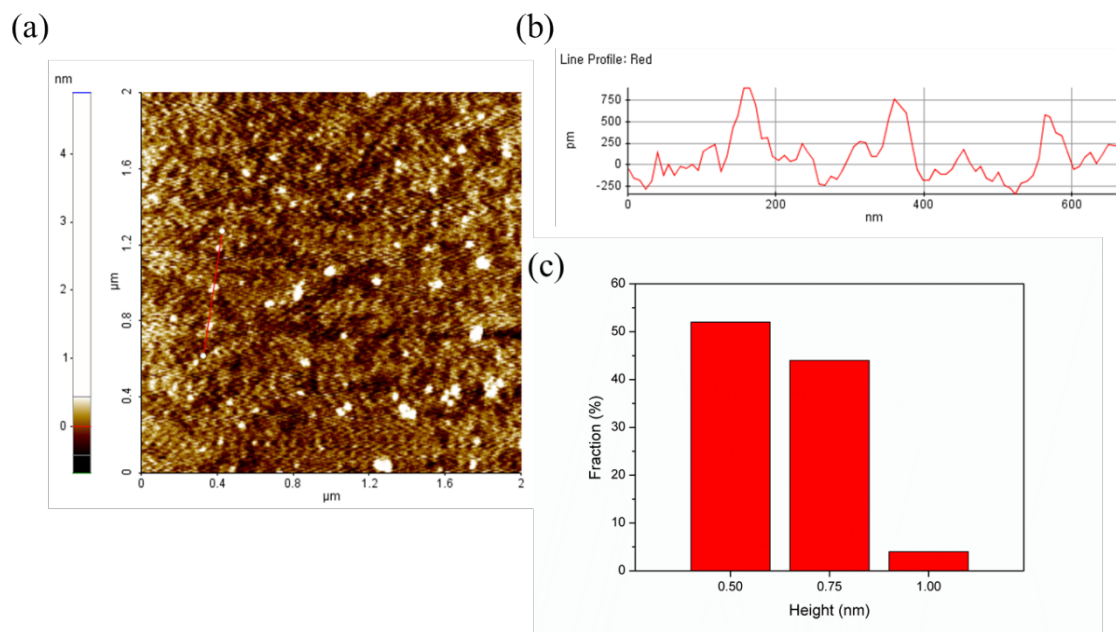 (a)
nm
4
3
2
1
0
2
1.6
1.2
0.8
0.4
0
µm
0 0.4 0.8 1.2 1.6 2
µm
(b)
Line Profile: Red
750
500
250
0
-250
pm
0 200 400 600
nm
(c)
60
50
40
30
20
10
0
Fraction (%)
0.50 0.75 1.00
Height (nm)